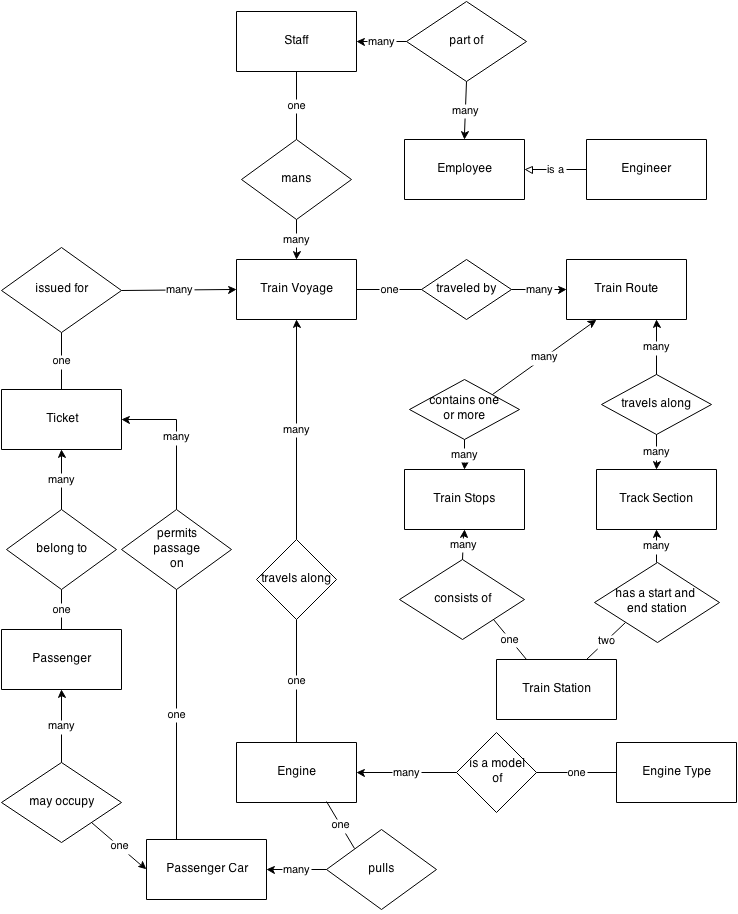 Staff
many
part of
one
many
mans
Employee
is a
Engineer
many
issued for
many
Train Voyage
one
traveled by
many
Train Route
one
many
many
contains one
or more
travels along
Ticket
many
many
many
many
many
Train Stops
Track Section
belong to
permits
passage
on
many
many
travels along
consists of
has a start and
end station
one
one
two
Passenger
one
Train Station
many
one
Engine
many
is a model
of
one
Engine Type
may occupy
one
one
Passenger Car
many
pulls